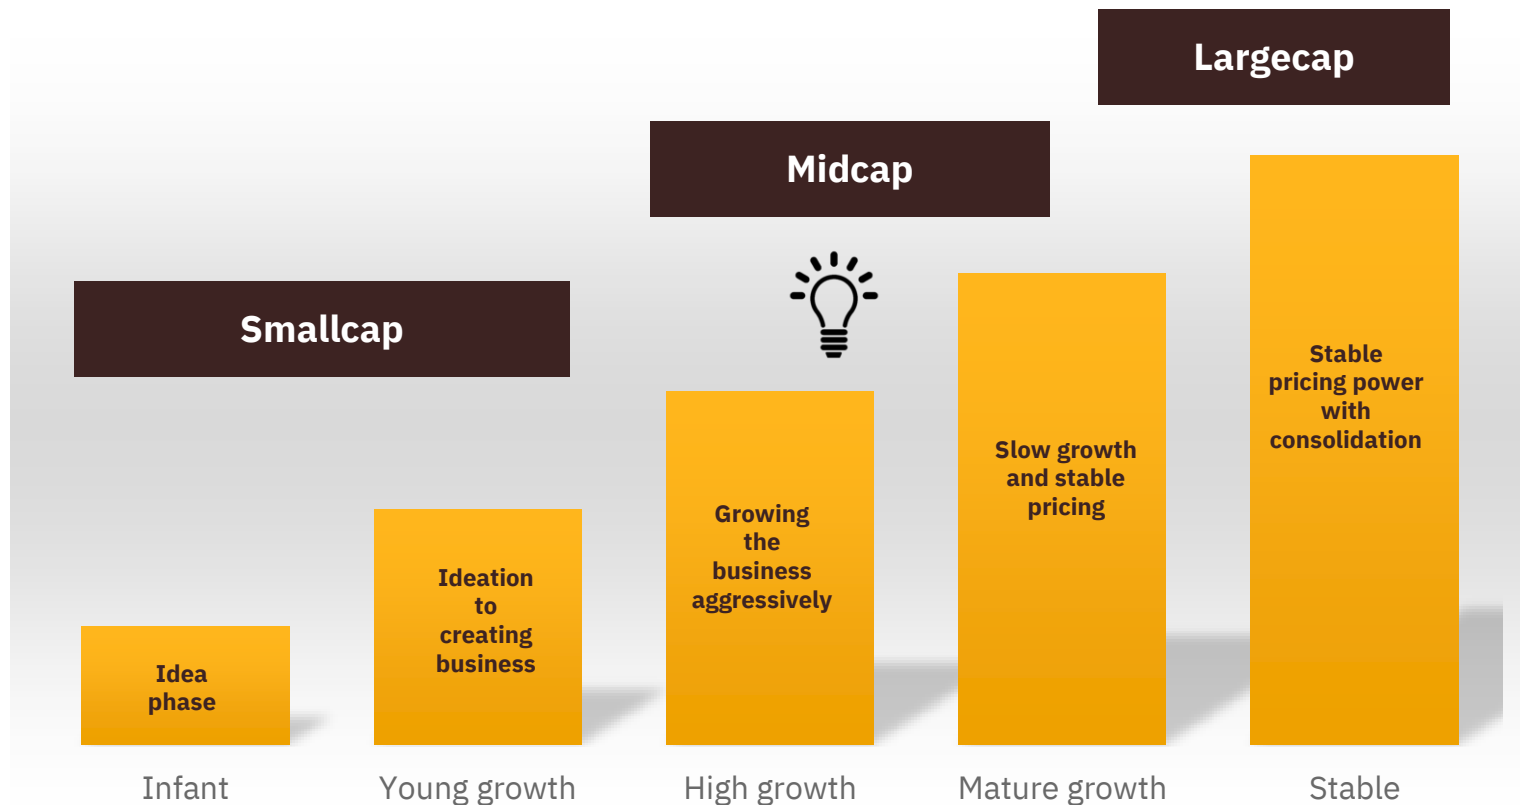 Largecap
Midcap
Smallcap
Stable
pricing power
with
consolidation
Slow growth
and stable
pricing
Growing
the
business
aggressively
Ideation
to
creating
business
Idea
phase
Infant
Young growth
High growth
Mature growth
Stable